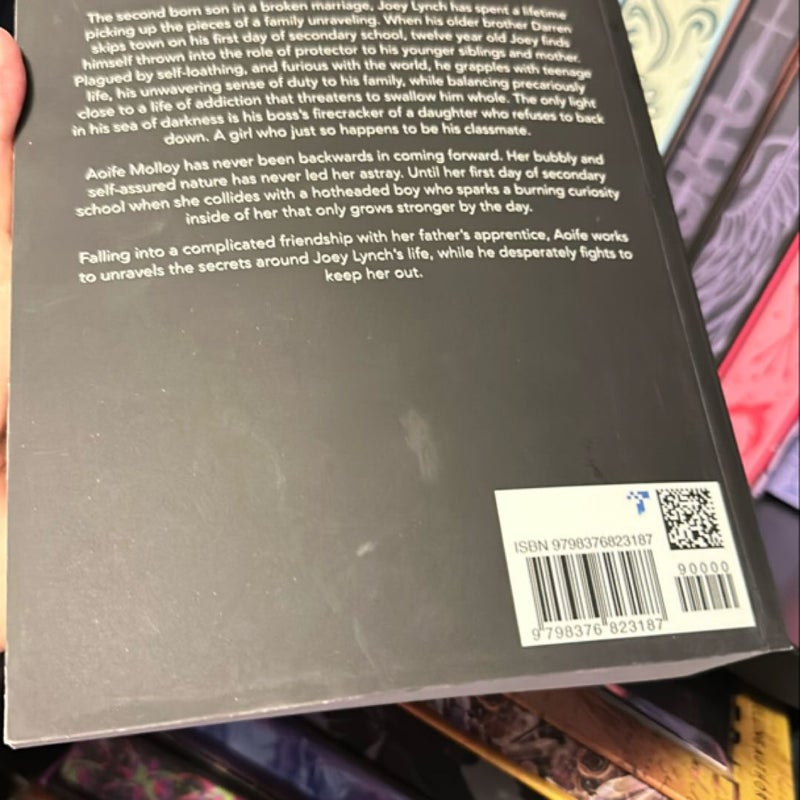 The second born son in a broken marriage, Joey Lynch has spent a lifetime
picking up the pieces of a family unraveling. When his older brother Darren
skips town on his first day of secondary school, twelve year old Joey finds
himself thrown into the role of protector to his younger siblings and mother.
Plagued by self-loathing, and furious with the world, he grapples with teenage
life, his unwavering sense of duty to his family, while balancing precariously
close to a life of addiction that threatens to swallow him whole. The only light
in his sea of darkness is his boss's firecracker of a daughter who refuses to back
down. A girl who just so happens to be his classmate.
Aoife Molloy has never been backwards in coming forward. Her bubbly and
self-assured nature has never led her astray. Until her first day of secondary
school when she collides with a hotheaded boy who sparks a burning curiosity
inside of her that only grows stronger by the day.
Falling into a complicated friendship with her father's apprentice, Aoife works
to unravels the secrets around Joey Lynch's life, while he desperately fights to
keep her out.
ISBN 9798376823187
90000
9 798376 823187